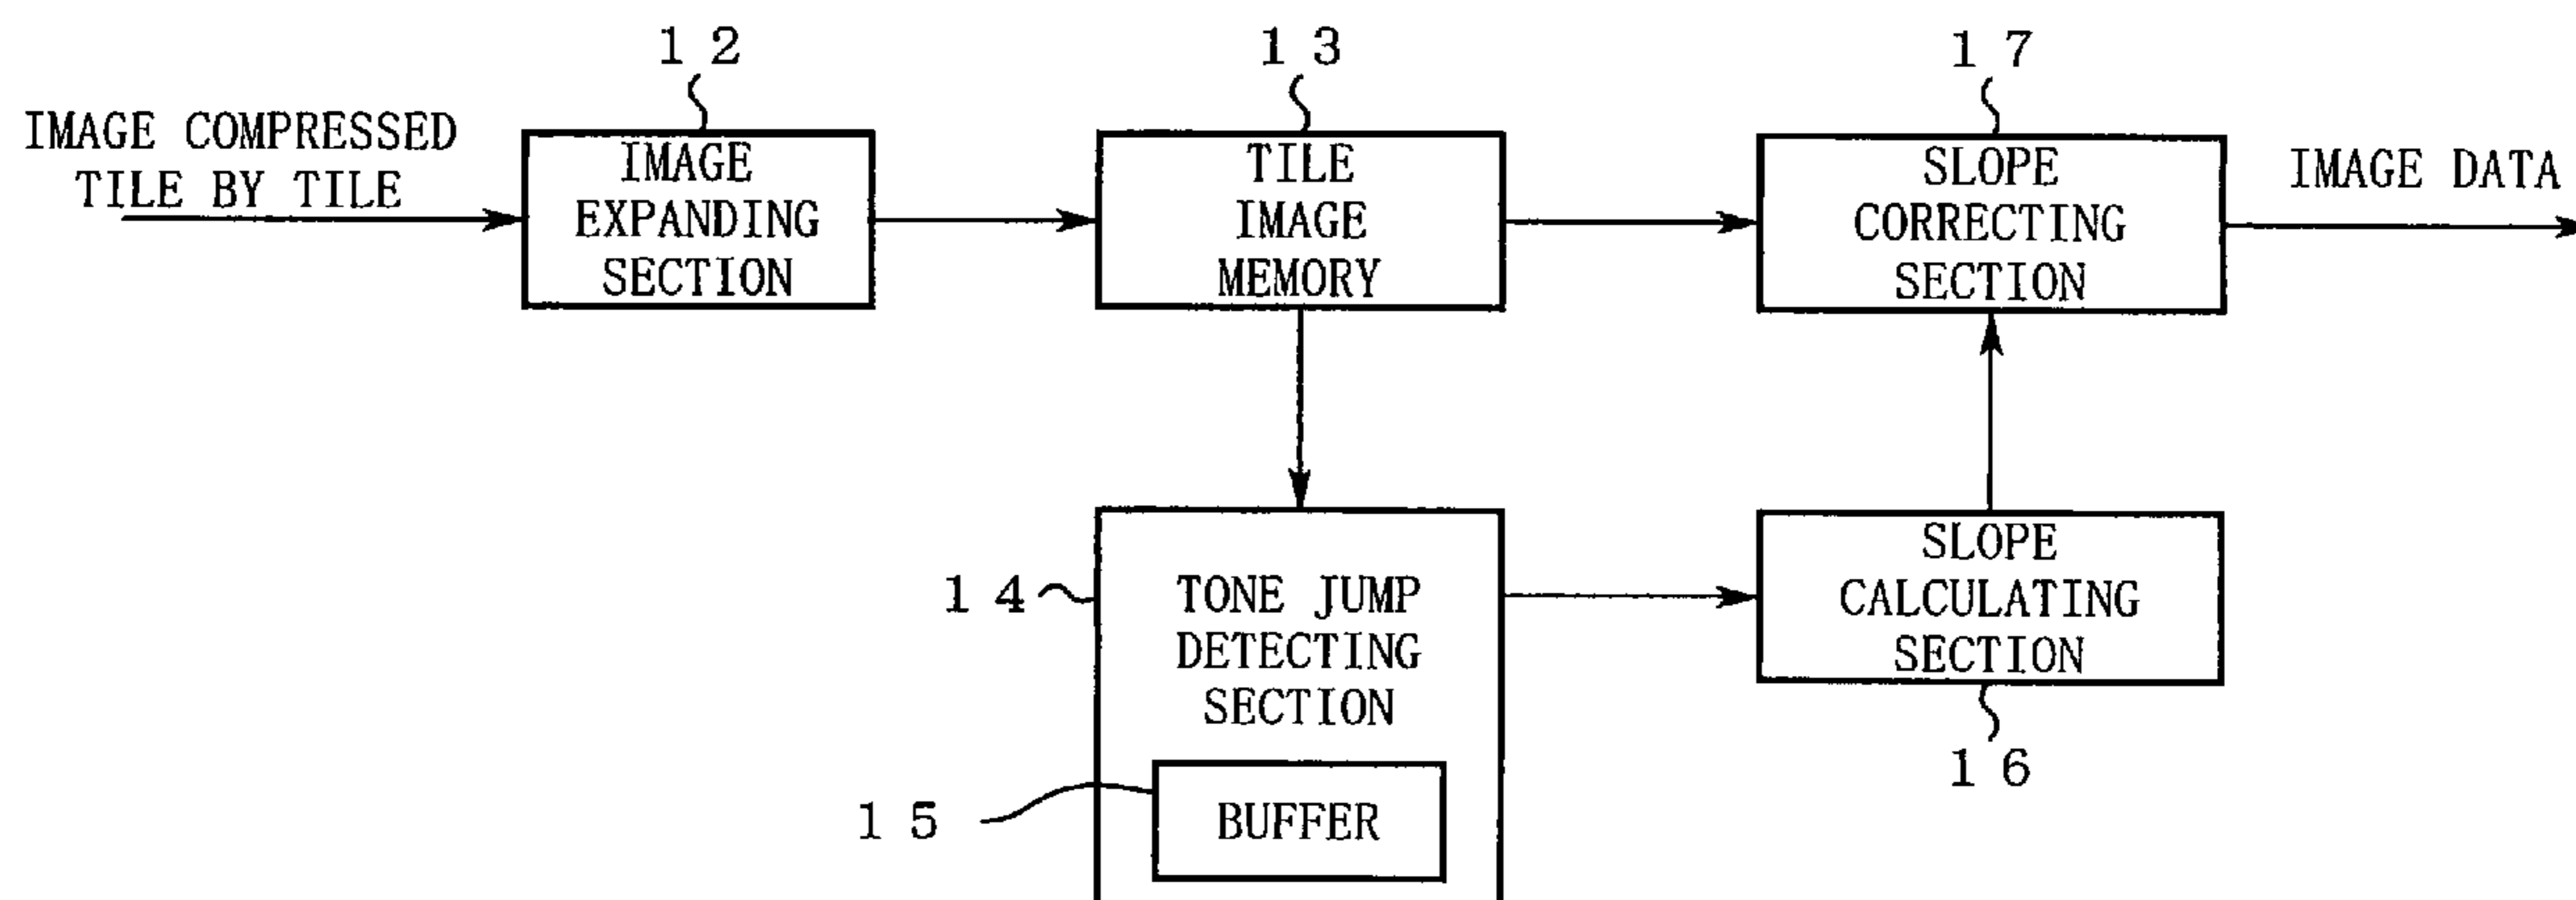 12
13
17
IMAGE COMPRESSED
TILE BY TILE
IMAGE
EXPANDING
SECTION
TILE
IMAGE
MEMORY
SLOPE
CORRECTING
SECTION
IMAGE DATA
14
TONE JUMP
DETECTING
SECTION
SLOPE
CALCULATING
SECTION
16
15
BUFFER